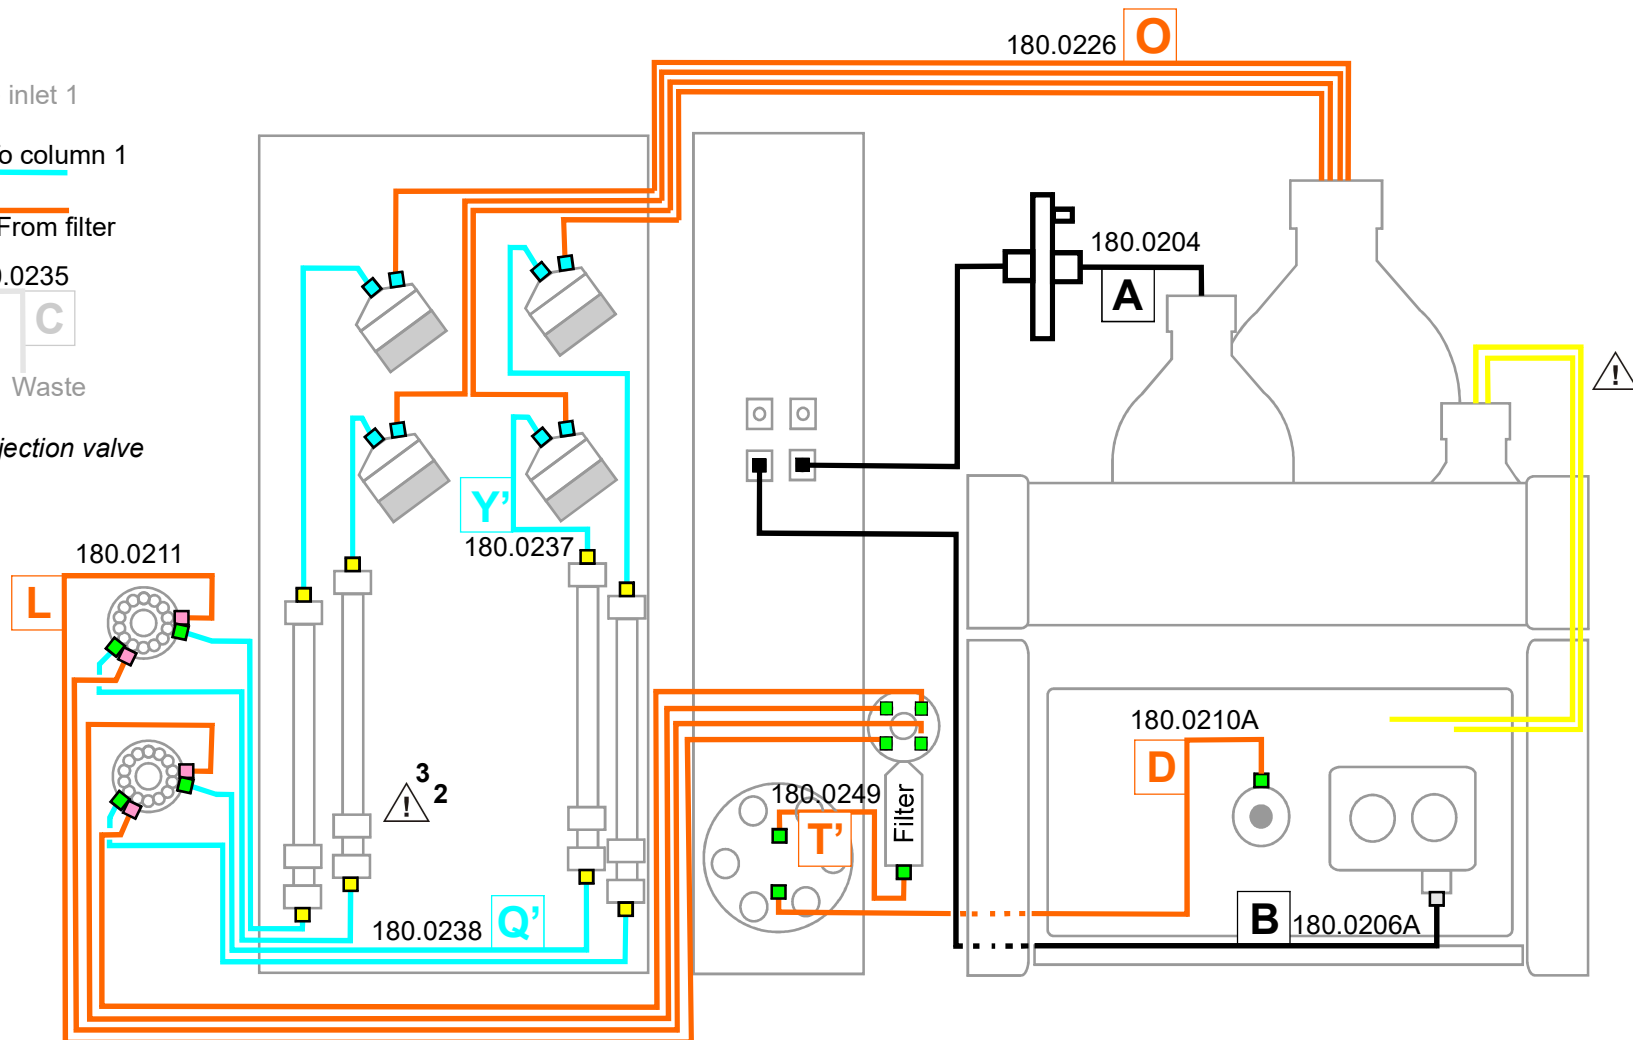 180.0226 O
inlet 1
column 1
From filter
180.0204
A
.0235
C
Waste
valve
Y'
180.0237
180.0211
L
180.0210A
D
3
2
180.0249
T'
Filter
180.0238 Q'
B 180.0206A
!
!